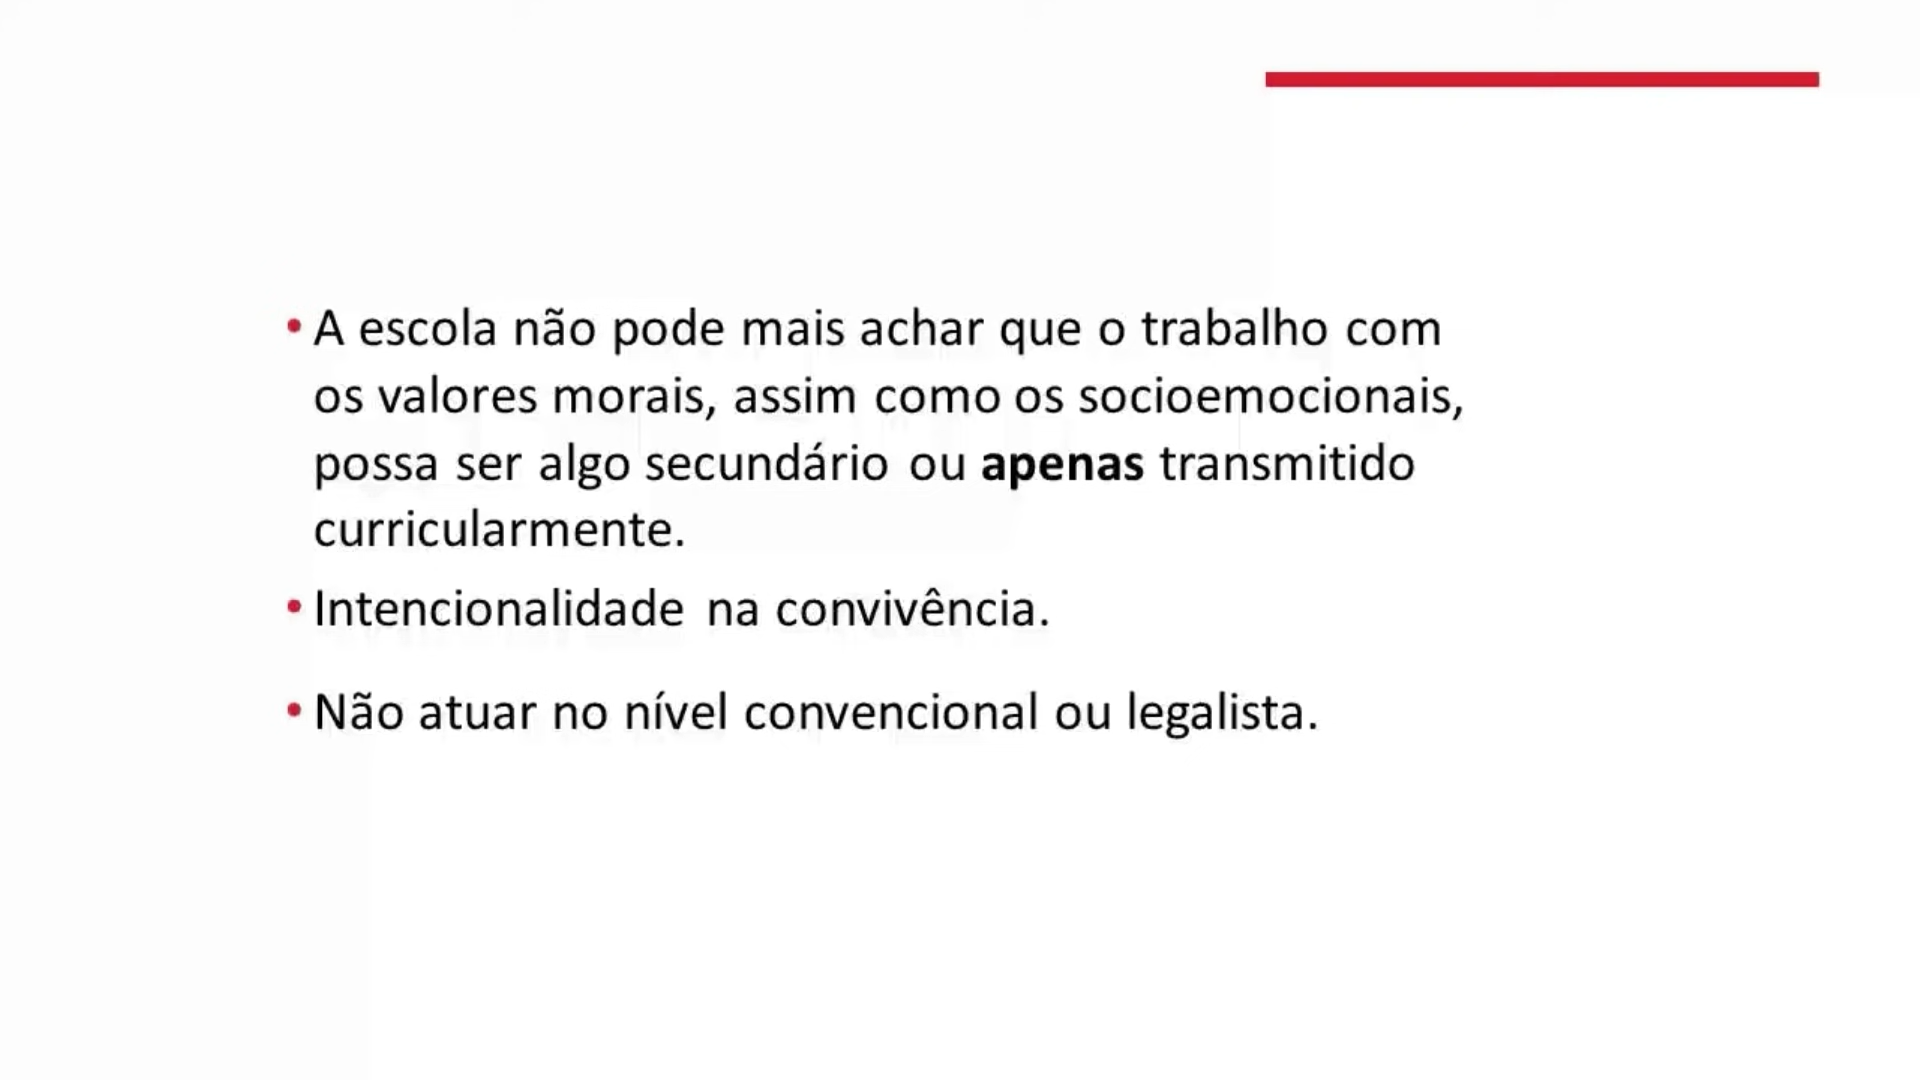 • A escola não pode mais achar que o trabalho com
os valores morais, assim como os socioemocionais,
possa ser algo secundário ou apenas transmitido
curricularmente.
• Intencionalidade na convivência.
• Não atuar no nível convencional ou legalista.